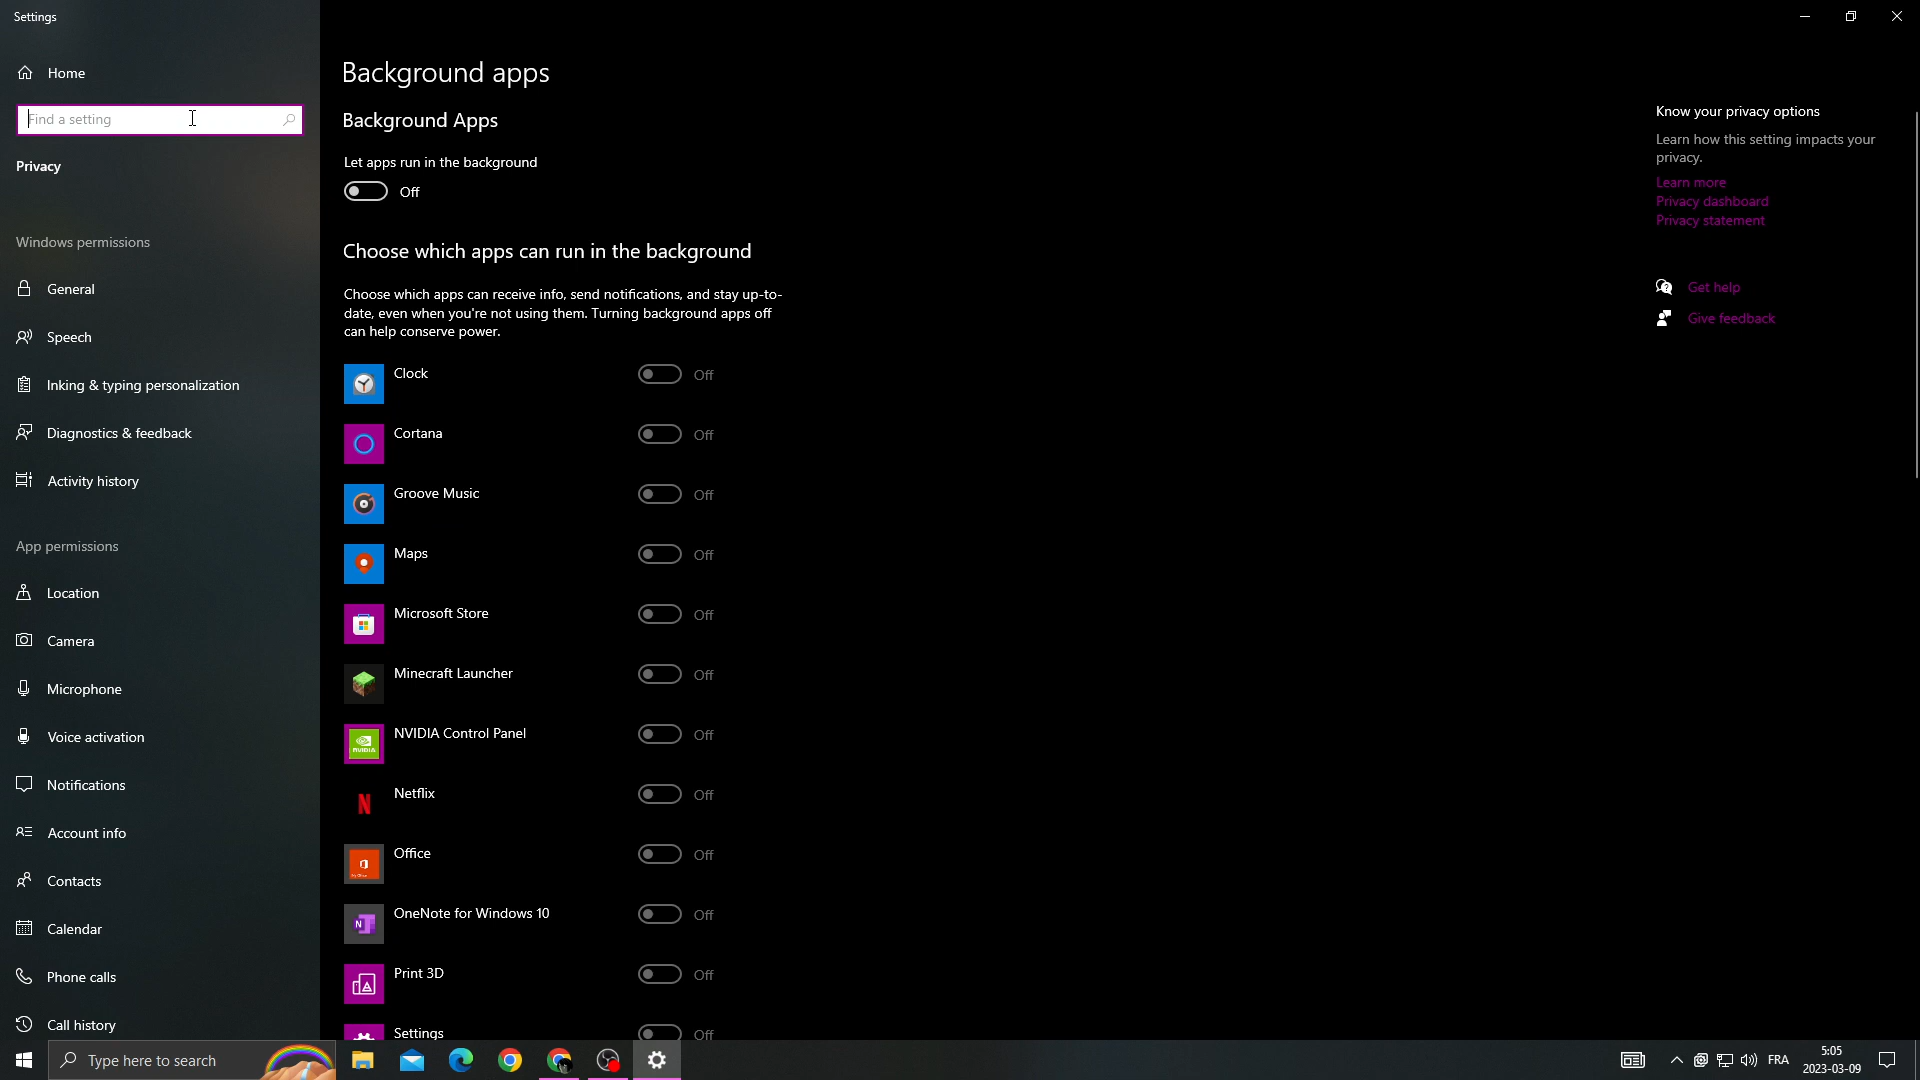 Settings
Home
Find a setting
Privacy
Windows permissions
General
Speech
Inking & typing personalization
Diagnostics & feedback
Activity history
App permissions
Location
Camera
Microphone
Voice activation
Notifications
Account info
Contacts
Calendar
Phone calls
Call history
Background apps
Background Apps
Let apps run in the background
Off
Choose which apps can run in the background
Choose which apps can receive info, send notifications, and stay up-to-
date, even when you're not using them. Turning background apps off
can help conserve power.
Clock Off
Cortana Off
Groove Music Off
Maps Off
Microsoft Store Off
Minecraft Launcher Off
NVIDIA Control Panel Off
Netflix Off
Office Off
OneNote for Windows 10 Off
Print 3D Off
Settings Off
Know your privacy options
Learn how this setting impacts your
privacy.
Learn more
Privacy dashboard
Privacy statement
Get help
Give feedback
Type here to search
FRA
5:05
2023-03-09